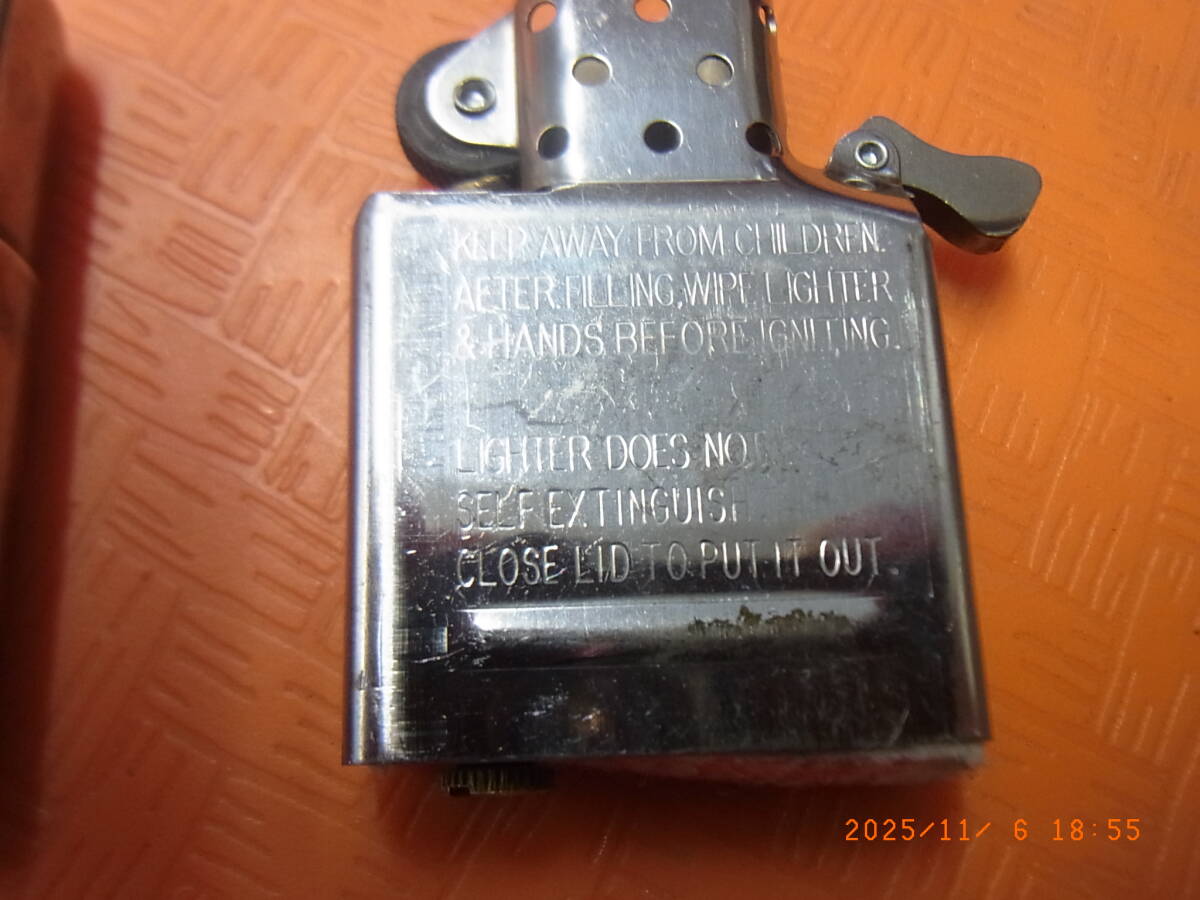 KEEP AWAY FROM CHILDREN.
AFTER FILLING, WIPE LIGHTER
& HANDS BEFORE IGNITING.
LIGHTER DOES NO
SELF EXTINGUISH
CLOSE LID TO PUT IT OUT.
2025/11/ 6 18:55